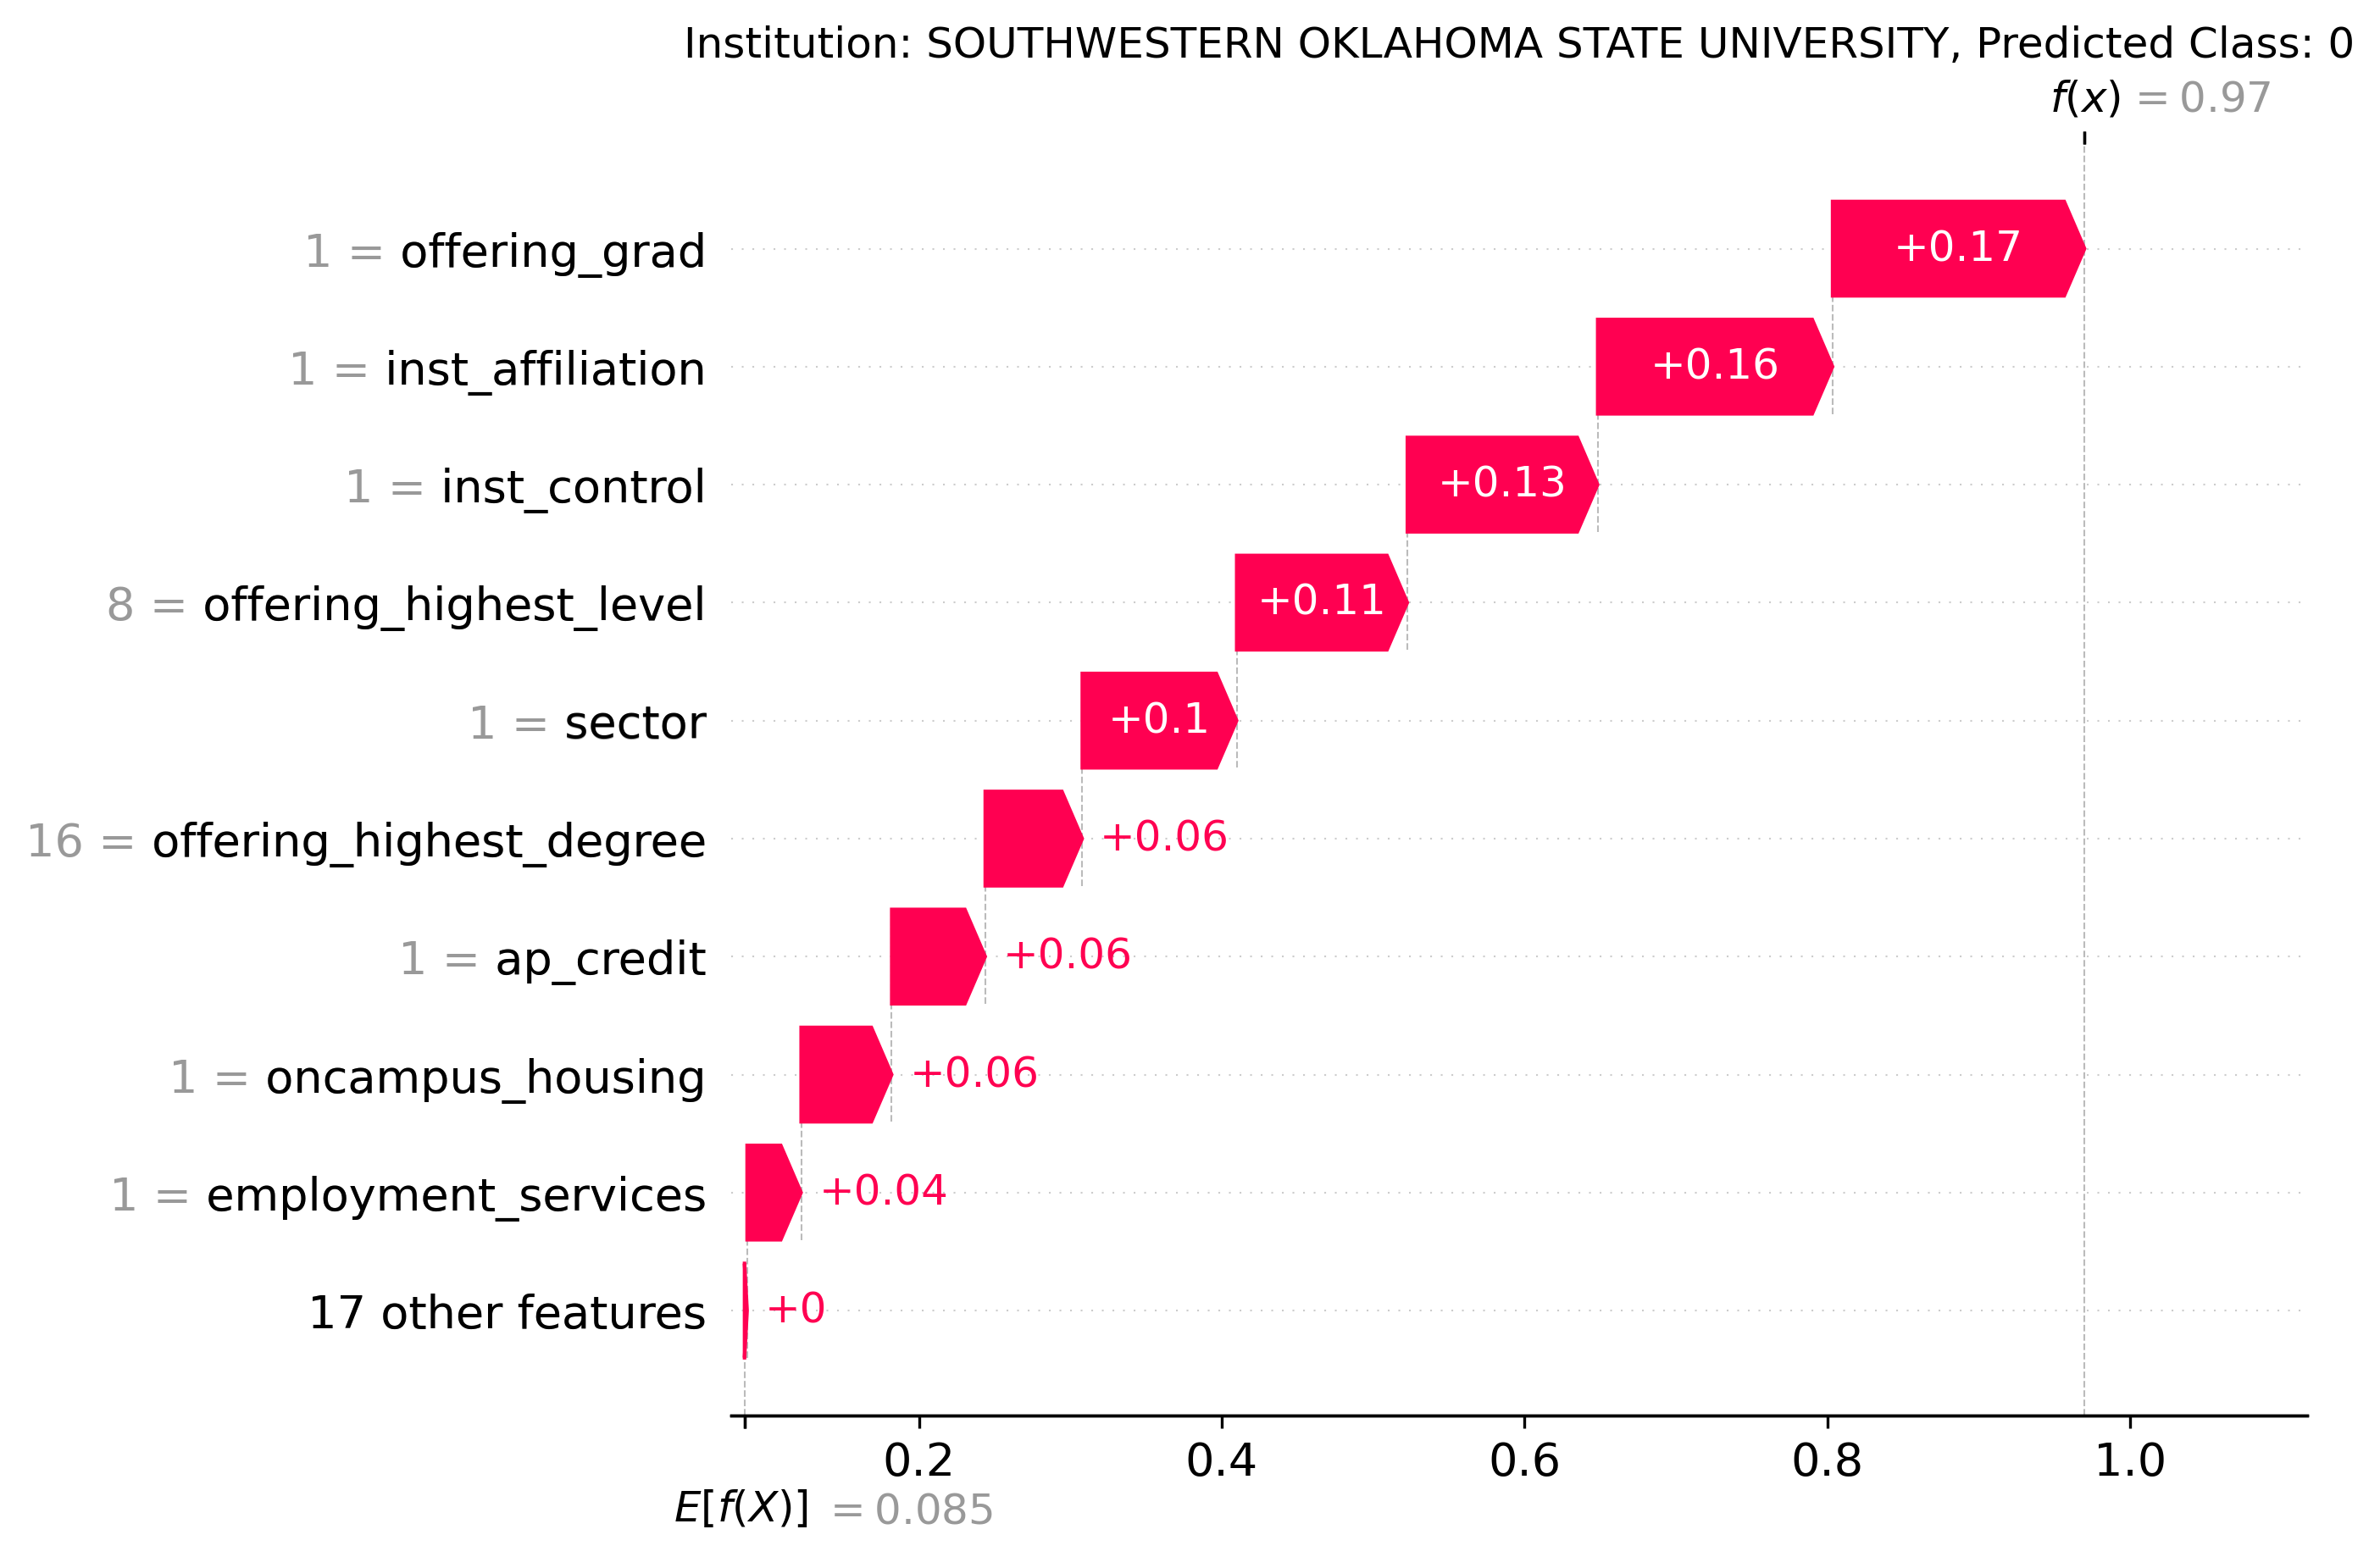 Institution: SOUTHWESTERN OKLAHOMA STATE UNIVERSITY, Predicted Class: 0
f(x) = 0.97
1 = offering_grad +0.17
1 = inst_affiliation +0.16
1 = inst_control +0.13
8 = offering_highest_level +0.11
1 = sector +0.1
16 = offering_highest_degree +0.06
1 = ap_credit +0.06
1 = oncampus_housing +0.06
1 = employment_services +0.04
17 other features +0
0.2 0.4 0.6 0.8 1.0
E[f(X)] = 0.085